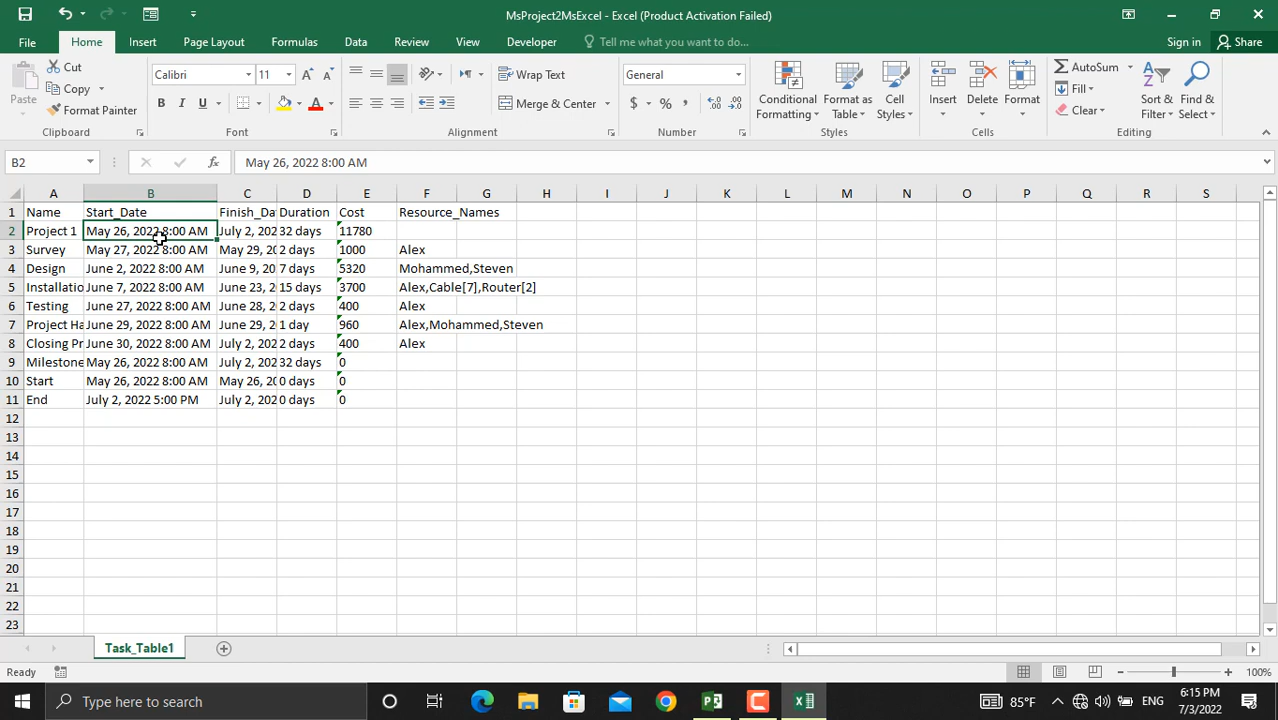 MsProject2MsExcel - Excel (Product Activation Failed)
File Home Insert Page Layout Formulas Data Review View Developer Tell me what you want to do... Sign in Share
Paste Cut Copy Format Painter Clipboard
Calibri 11 B I U A A A Font
Wrap Text Merge & Center Alignment
General $ % , Number
Conditional Formatting Format as Table Cell Styles Styles
Insert Delete Format Cells
AutoSum Fill Clear Sort & Filter Find & Select Editing
B2 fx May 26, 2022 8:00 AM
A B C D E F G H I J K L M N O P Q R S
1 Name Start_Date Finish_Da Duration Cost Resource_Names
2 Project 1 May 26, 2022 8:00 AM July 2, 202 32 days 11780
3 Survey May 27, 2022 8:00 AM May 29, 2 2 days 1000 Alex
4 Design June 2, 2022 8:00 AM June 9, 20 7 days 5320 Mohammed,Steven
5 Installatio June 7, 2022 8:00 AM June 23, 2 15 days 3700 Alex,Cable[7],Router[2]
6 Testing June 27, 2022 8:00 AM June 28, 2 2 days 400 Alex
7 Project Ha June 29, 2022 8:00 AM June 29, 2 1 day 960 Alex,Mohammed,Steven
8 Closing Pr June 30, 2022 8:00 AM July 2, 202 2 days 400 Alex
9 Milestone May 26, 2022 8:00 AM July 2, 202 32 days 0
10 Start May 26, 2022 8:00 AM May 26, 20 0 days 0
11 End July 2, 2022 5:00 PM July 2, 202 0 days 0
12
13
14
15
16
17
18
19
20
21
22
23
Task_Table1
Ready 100%
Type here to search 85°F ENG 6:15 PM
7/3/2022